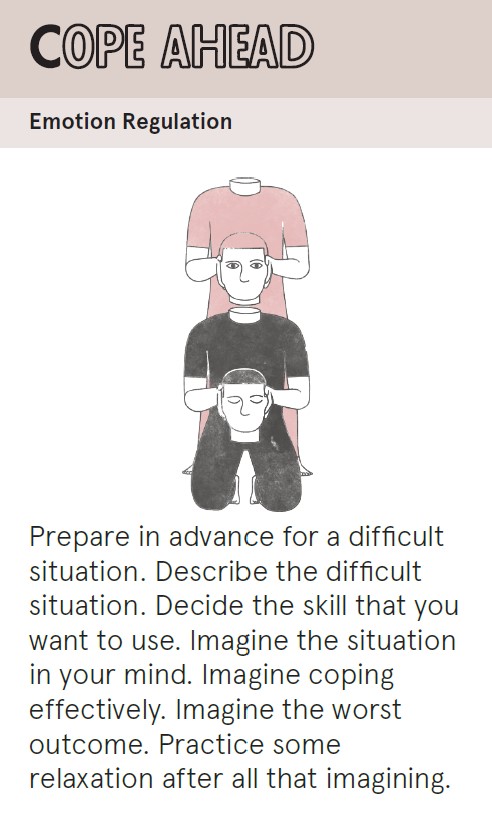 COPE AHEAD
Emotion Regulation
Prepare in advance for a difficult
situation. Describe the difficult
situation. Decide the skill that you
want to use. Imagine the situation
in your mind. Imagine coping
effectively. Imagine the worst
outcome. Practice some
relaxation after all that imagining.